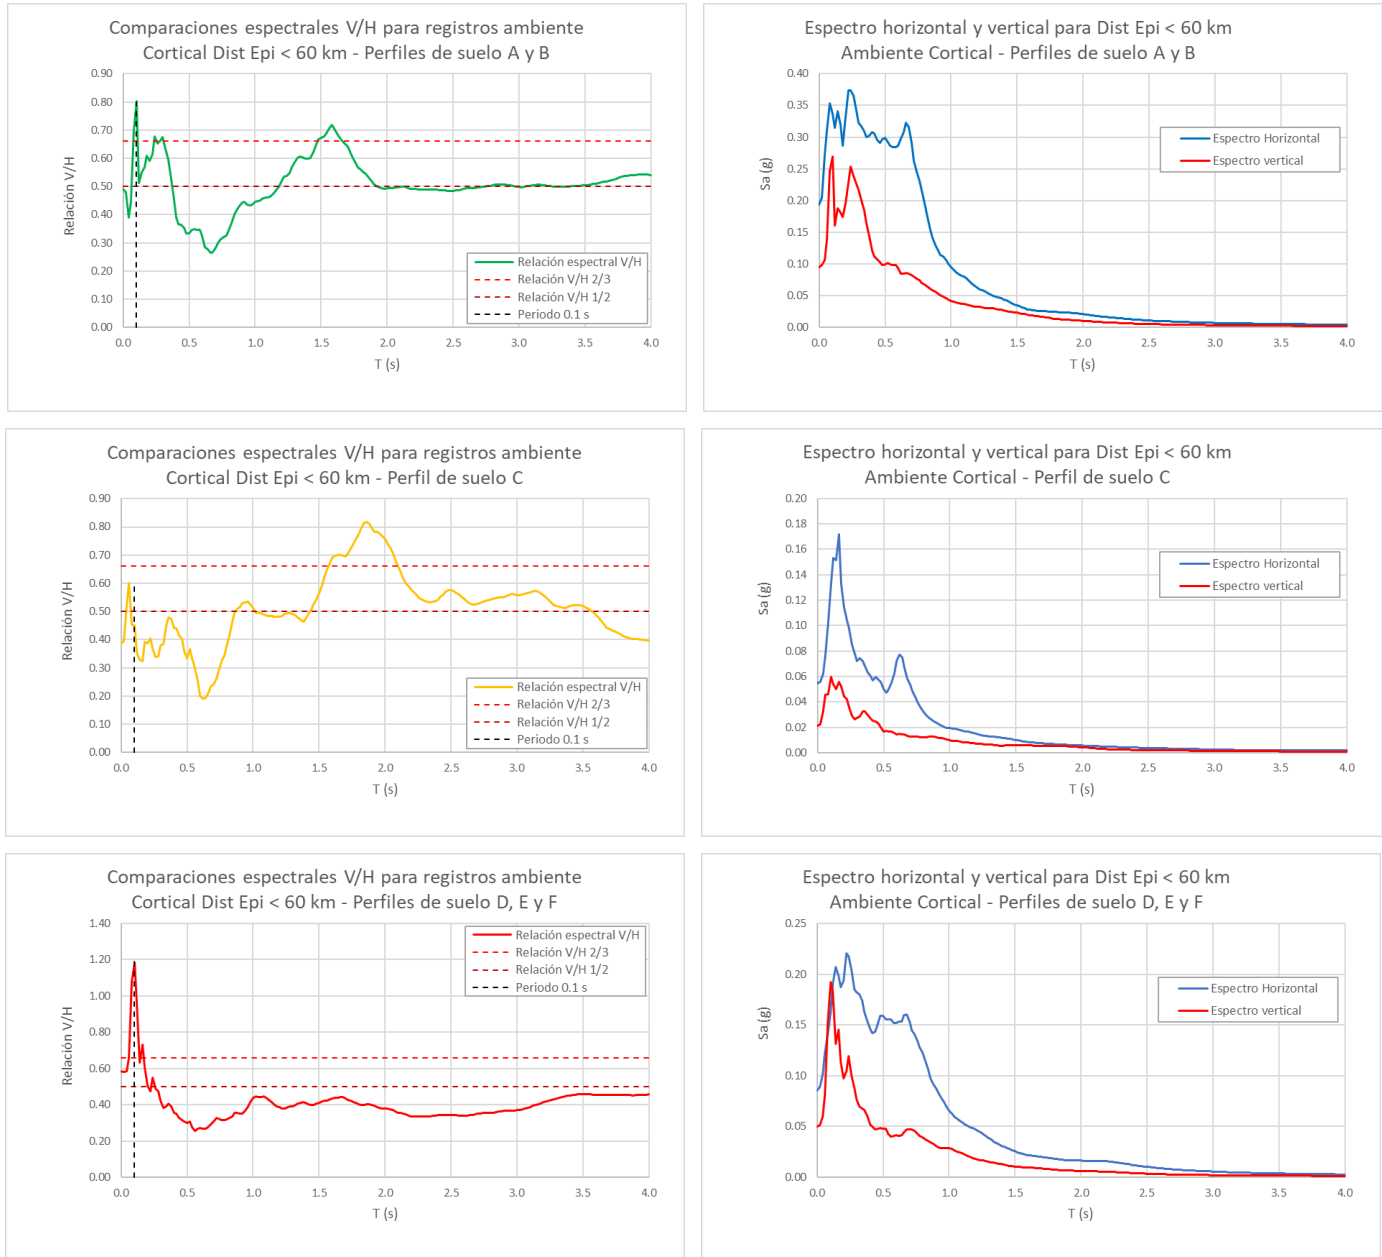 Comparaciones espectrales V/H para registros ambiente
Cortical Dist Epi < 60 km - Perfiles de suelo A y B
0.90
0.80
0.70
0.60
0.50
0.40
0.30
0.20
0.10
0.00
Relación V/H
Relación espectral V/H
Relación V/H 2/3
Relación V/H 1/2
Periodo 0.1 s
0.0 0.5 1.0 1.5 2.0 2.5 3.0 3.5 4.0
T (s)
Espectro horizontal y vertical para Dist Epi < 60 km
Ambiente Cortical - Perfiles de suelo A y B
0.40
0.35
0.30
0.25
0.20
0.15
0.10
0.05
0.00
Sa (g)
Espectro Horizontal
Espectro vertical
0.0 0.5 1.0 1.5 2.0 2.5 3.0 3.5 4.0
T (s)
Comparaciones espectrales V/H para registros ambiente
Cortical Dist Epi < 60 km - Perfil de suelo C
0.90
0.80
0.70
0.60
0.50
0.40
0.30
0.20
0.10
0.00
Relación V/H
Relación espectral V/H
Relación V/H 2/3
Relación V/H 1/2
Periodo 0.1 s
0.0 0.5 1.0 1.5 2.0 2.5 3.0 3.5 4.0
T (s)
Espectro horizontal y vertical para Dist Epi < 60 km
Ambiente Cortical - Perfil de suelo C
0.20
0.18
0.16
0.14
0.12
0.10
0.08
0.06
0.04
0.02
0.00
Sa (g)
Espectro Horizontal
Espectro vertical
0.0 0.5 1.0 1.5 2.0 2.5 3.0 3.5 4.0
T (s)
Comparaciones espectrales V/H para registros ambiente
Cortical Dist Epi < 60 km - Perfiles de suelo D, E y F
1.40
1.20
1.00
0.80
0.60
0.40
0.20
0.00
Relación V/H
Relación espectral V/H
Relación V/H 2/3
Relación V/H 1/2
Periodo 0.1 s
0.0 0.5 1.0 1.5 2.0 2.5 3.0 3.5 4.0
T (s)
Espectro horizontal y vertical para Dist Epi < 60 km
Ambiente Cortical - Perfiles de suelo D, E y F
0.25
0.20
0.15
0.10
0.05
0.00
Sa (g)
Espectro Horizontal
Espectro vertical
0.0 0.5 1.0 1.5 2.0 2.5 3.0 3.5 4.0
T (s)